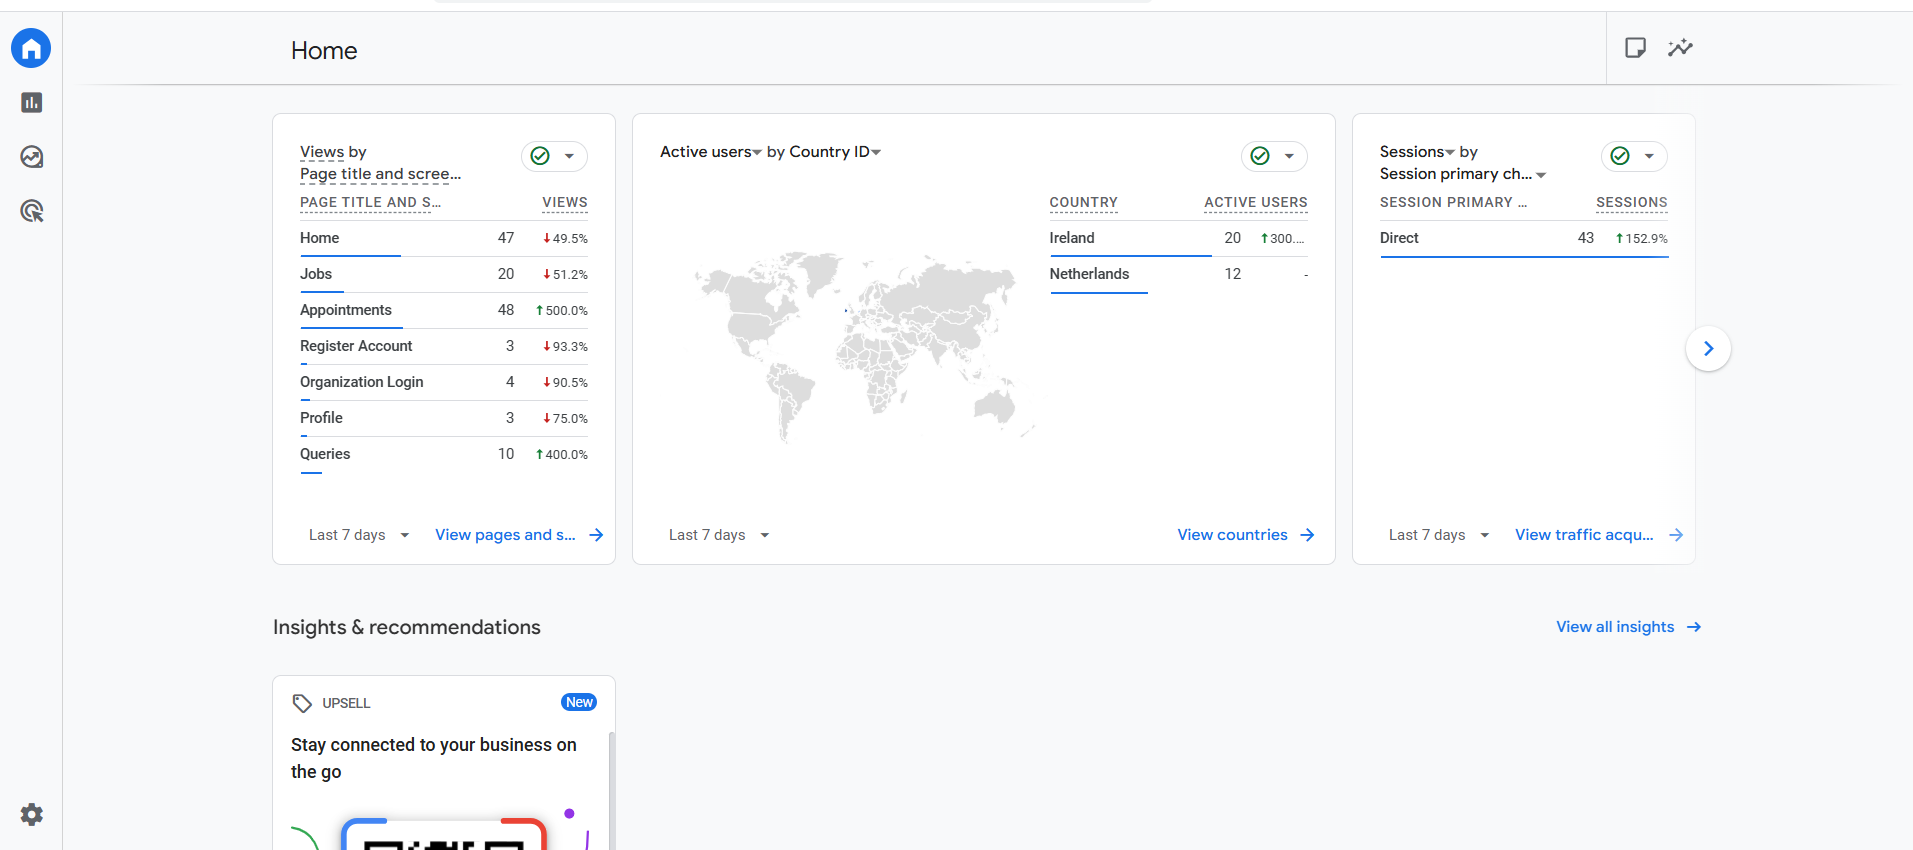 Home
Views by
Page title and scree...
PAGE TITLE AND S... VIEWS
Home 47 49.5%
Jobs 20 51.2%
Appointments 48 500.0%
Register Account 3 93.3%
Organization Login 4 90.5%
Profile 3 75.0%
Queries 10 400.0%
Last 7 days View pages and s...
Active users by Country ID
COUNTRY ACTIVE USERS
Ireland 20 300....
Netherlands 12 -
Last 7 days View countries
Sessions by
Session primary ch...
SESSION PRIMARY ... SESSIONS
Direct 43 152.9%
Last 7 days View traffic acqu...
Insights & recommendations View all insights
UPSELL New
Stay connected to your business on
the go